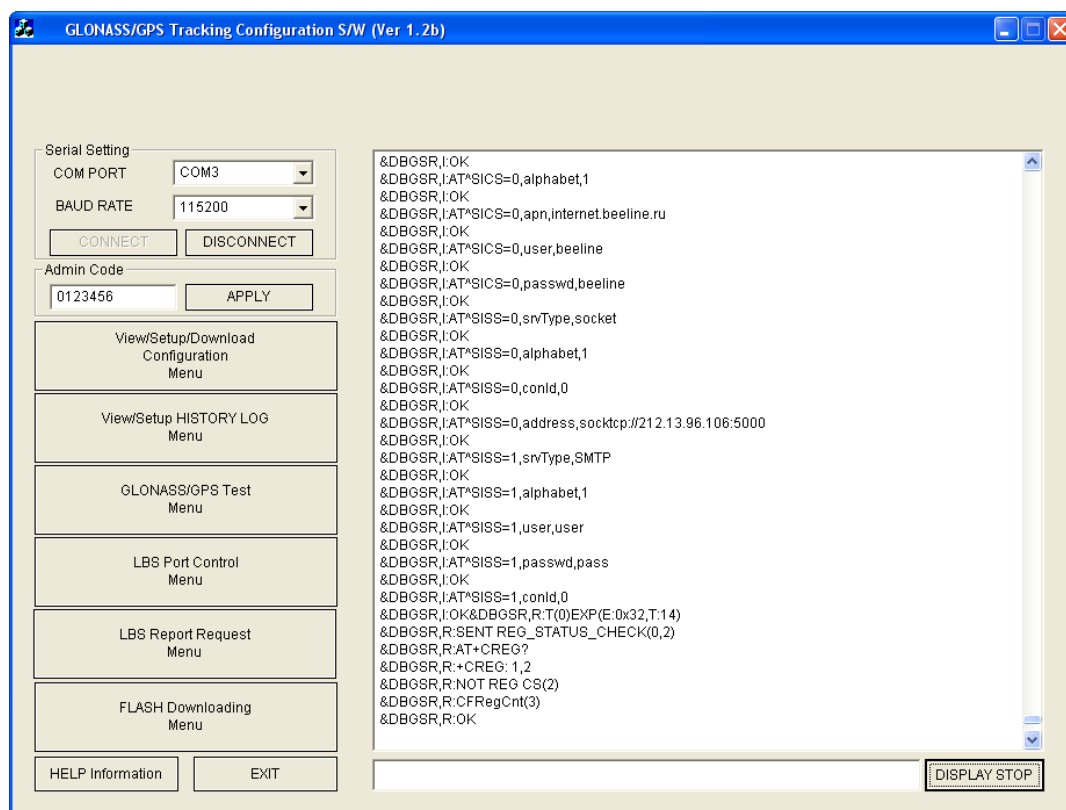 GLONASS/GPS Tracking Configuration S/W (Ver 1.2b)
Serial Setting
COM PORT
COM3
BAUD RATE
115200
CONNECT
DISCONNECT
Admin Code
0123456
APPLY
View/Setup/Download
Configuration
Menu
View/Setup HISTORY LOG
Menu
GLONASS/GPS Test
Menu
LBS Port Control
Menu
LBS Report Request
Menu
FLASH Downloading
Menu
HELP Information
EXIT
&DBGSR,I:OK
&DBGSR,I:AT^SICS=0,alphabet,1
&DBGSR,I:OK
&DBGSR,I:AT^SICS=0,apn,internet.beeline.ru
&DBGSR,I:OK
&DBGSR,I:AT^SICS=0,user,beeline
&DBGSR,I:OK
&DBGSR,I:AT^SICS=0,passwd,beeline
&DBGSR,I:OK
&DBGSR,I:AT^SISS=0,srvType,socket
&DBGSR,I:OK
&DBGSR,I:AT^SISS=0,alphabet,1
&DBGSR,I:OK
&DBGSR,I:AT^SISS=0,conId,0
&DBGSR,I:OK
&DBGSR,I:AT^SISS=0,address,socktcp://212.13.96.106:5000
&DBGSR,I:OK
&DBGSR,I:AT^SISS=1,srvType,SMTP
&DBGSR,I:OK
&DBGSR,I:AT^SISS=1,alphabet,1
&DBGSR,I:OK
&DBGSR,I:AT^SISS=1,user,user
&DBGSR,I:OK
&DBGSR,I:AT^SISS=1,passwd,pass
&DBGSR,I:OK
&DBGSR,I:AT^SISS=1,conId,0
&DBGSR,I:OK&DBGSR,R:T(0)EXP(E:0x32,T:14)
&DBGSR,R:SENT REG_STATUS_CHECK(0,2)
&DBGSR,R:AT+CREG?
&DBGSR,R:+CREG: 1,2
&DBGSR,R:NOT REG CS(2)
&DBGSR,R:CFRegCnt(3)
&DBGSR,R:OK
DISPLAY STOP